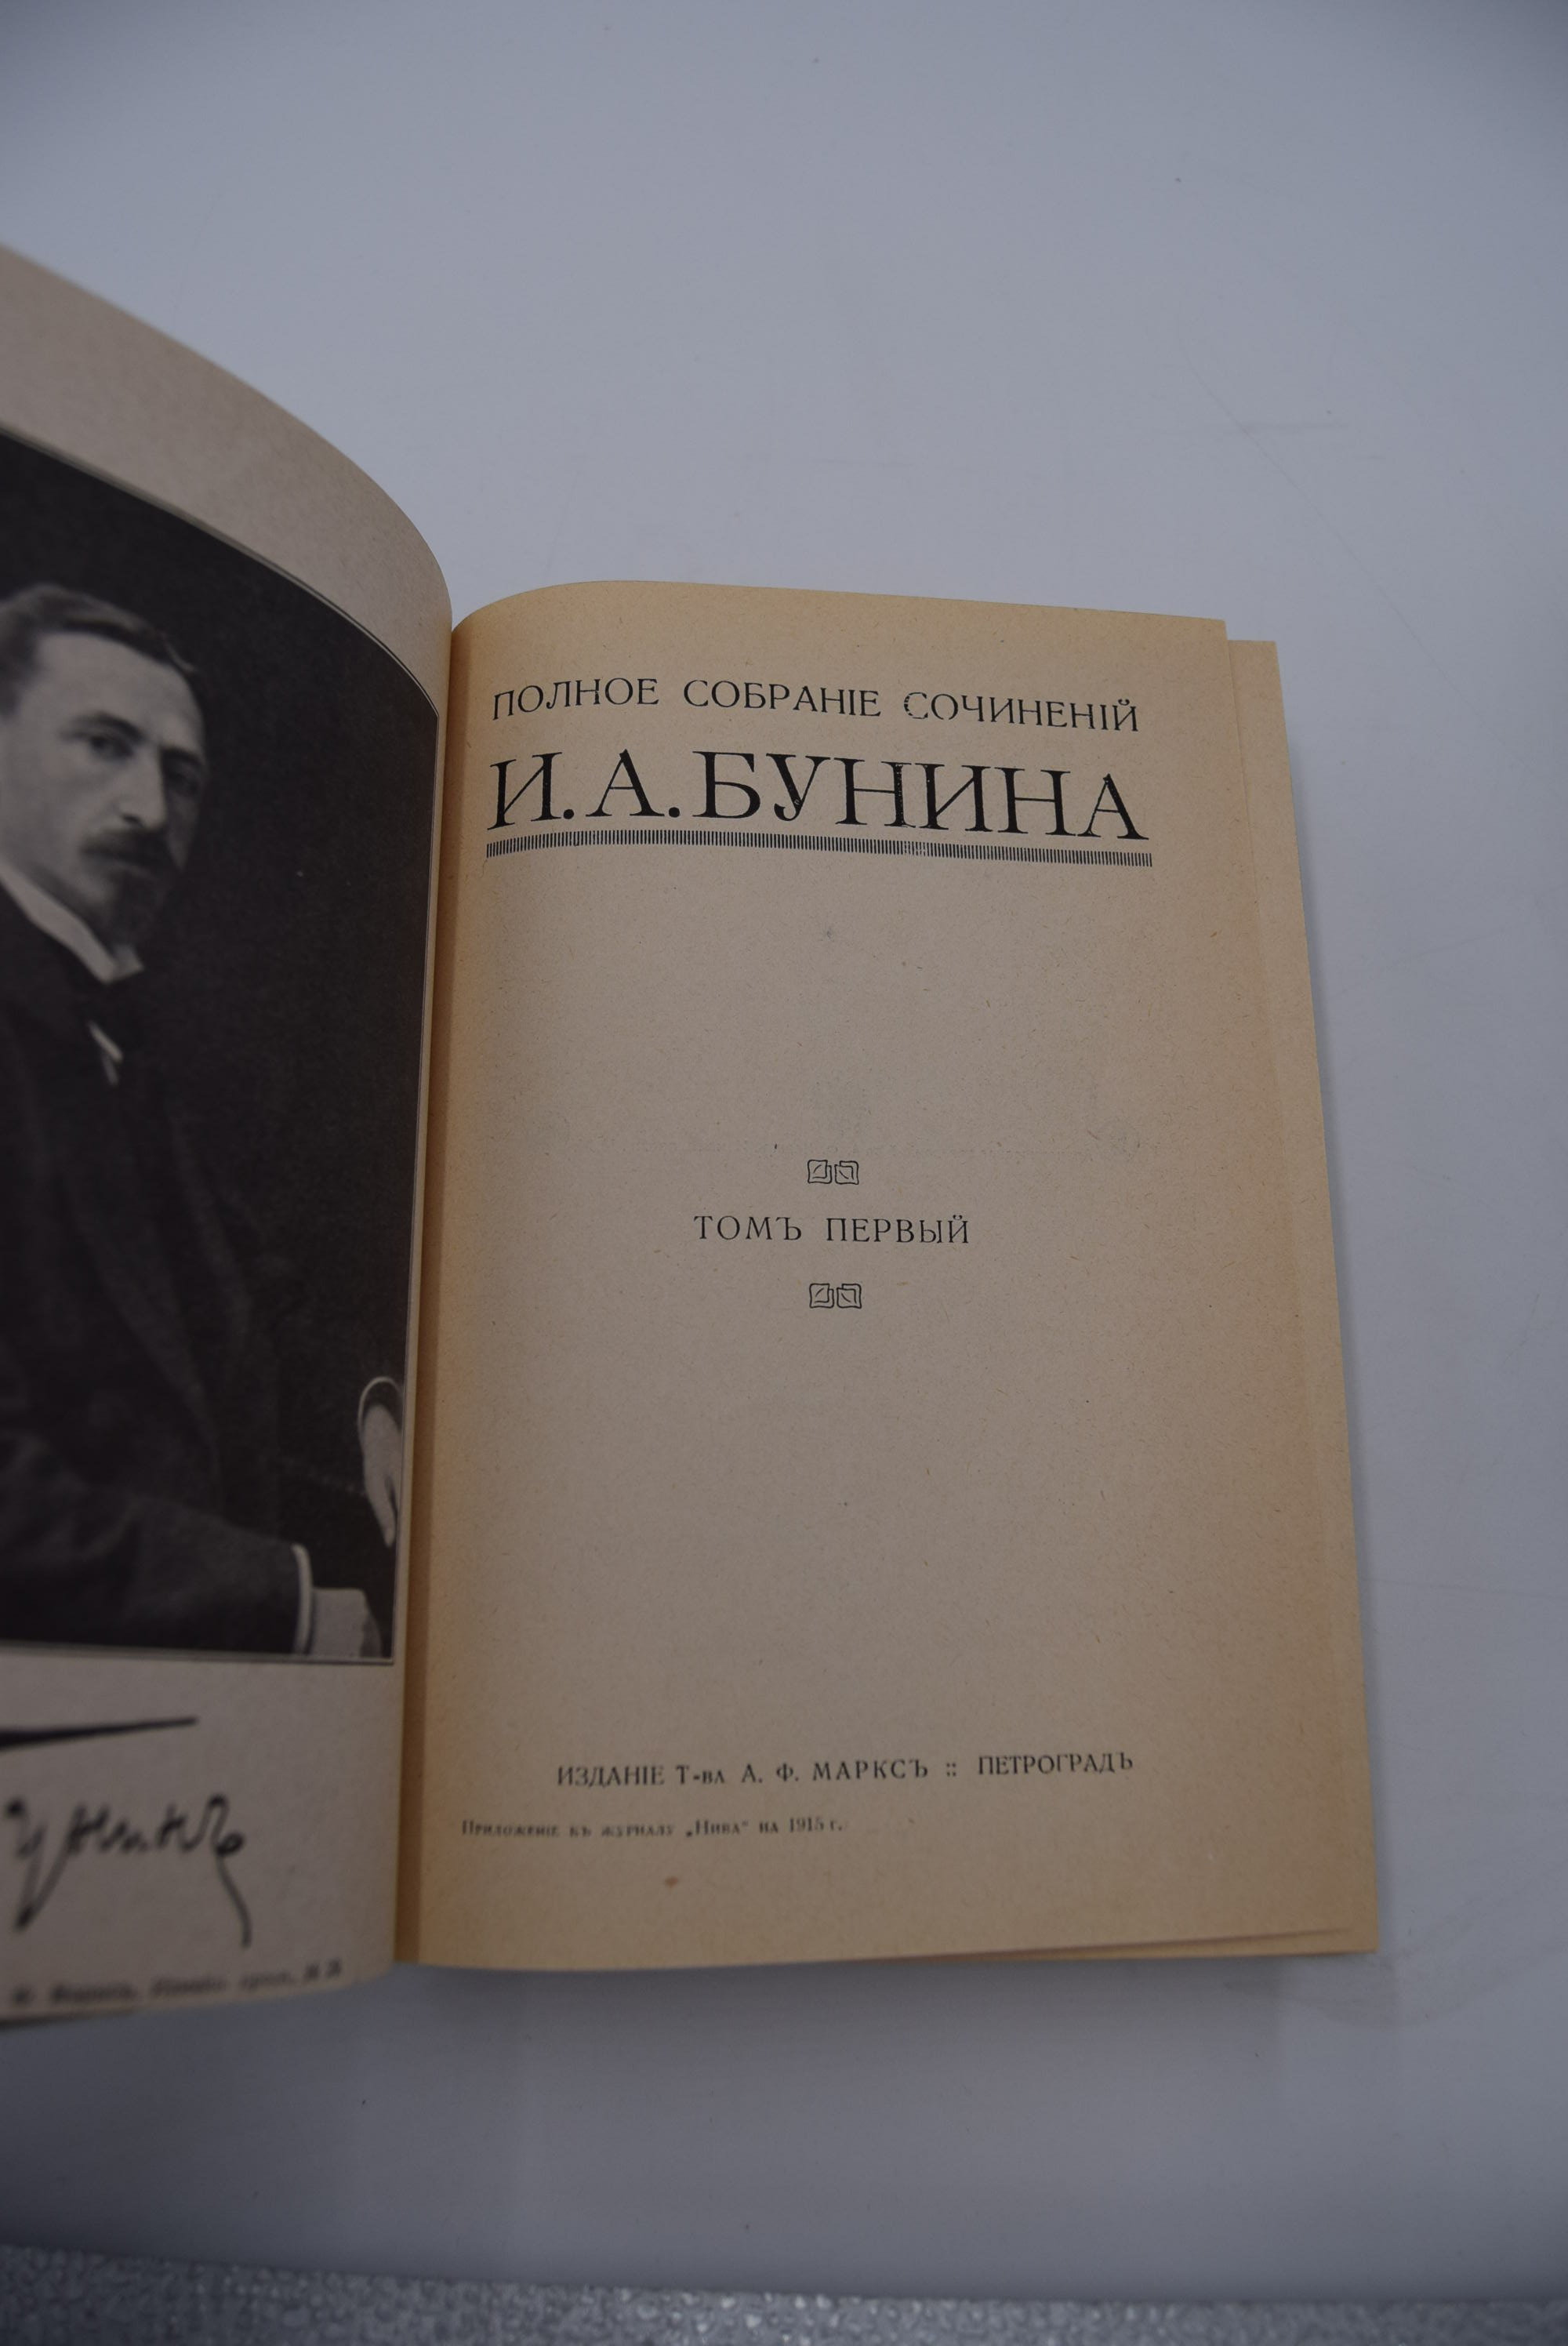 ПОЛНОЕ СОБРАНІЕ СОЧИНЕНІЙ
И. А. БУНИНА
ТОМЪ ПЕРВЫЙ
ИЗДАНІЕ Т-ва А. Ф. МАРКСЪ :: ПЕТРОГРАДЪ
Приложеніе къ журналу „Нива“ на 1915 г.